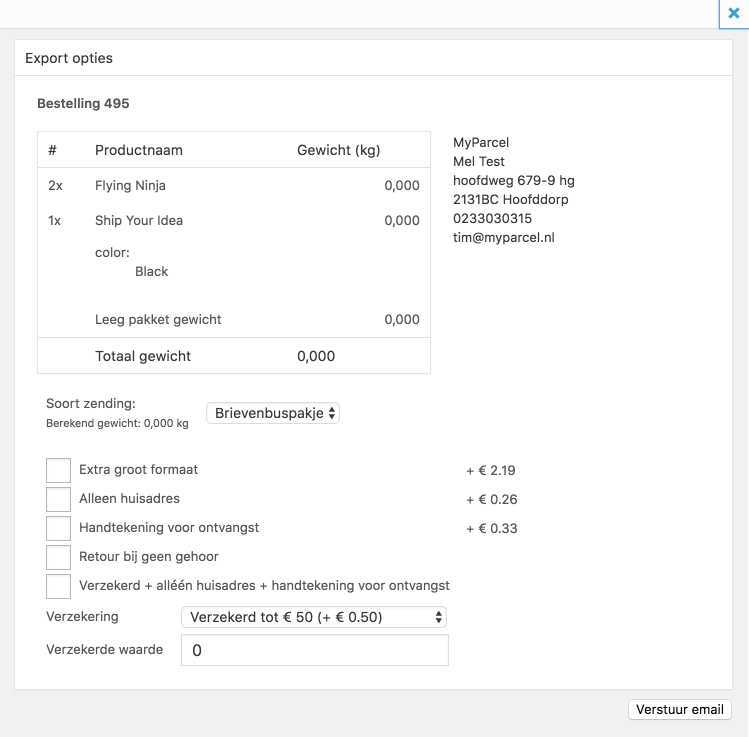 Export opties
Bestelling 495
# Productnaam Gewicht (kg)
2x Flying Ninja 0,000
1x Ship Your Idea 0,000
color:
Black
Leeg pakket gewicht 0,000
Totaal gewicht 0,000
MyParcel
Mel Test
hoofdweg 679-9 hg
2131BC Hoofddorp
0233030315
tim@myparcel.nl
Soort zending:
Berekend gewicht: 0,000 kg
Brievenbuspakje
Extra groot formaat + € 2.19
Alleen huisadres + € 0.26
Handtekening voor ontvangst + € 0.33
Retour bij geen gehoor
Verzekerd + alléén huisadres + handtekening voor ontvangst
Verzekering Verzekerd tot € 50 (+ € 0.50)
Verzekerde waarde 0
Verstuur email